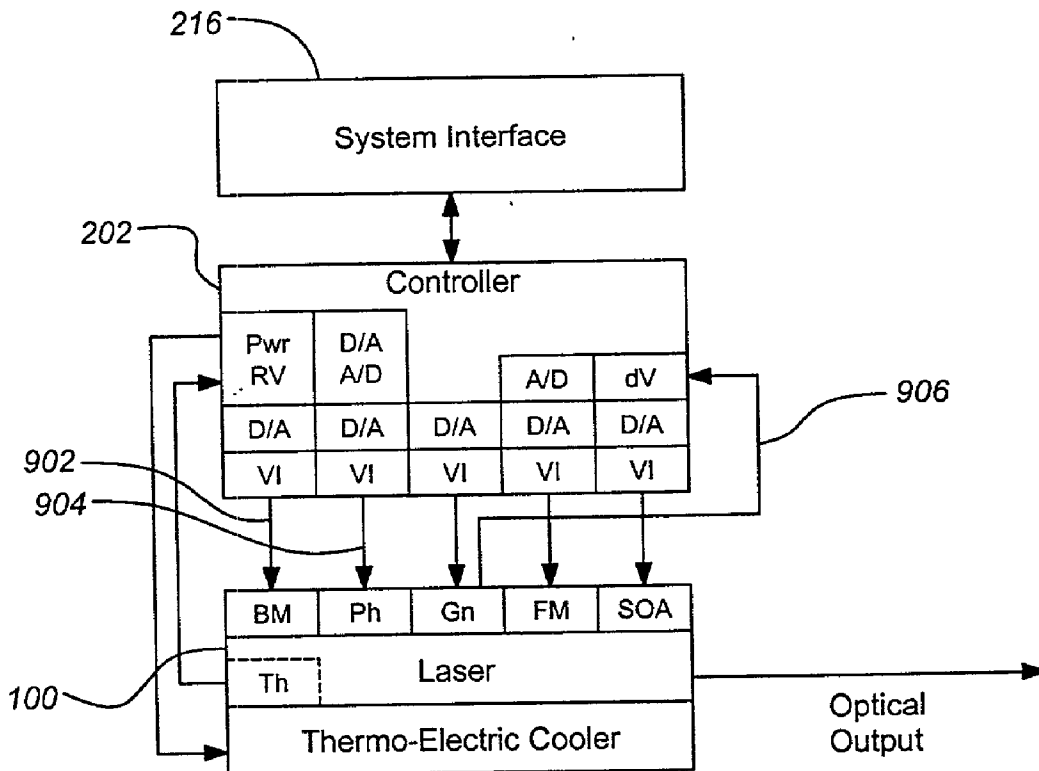 216
System Interface
202
Controller
Pwr D/A
RV A/D A/D dV
906
D/A D/A D/A D/A D/A
902
VI VI VI VI VI
904
BM Ph Gn FM SOA
Laser
100
Th
Optical
Output
Thermo-Electric Cooler